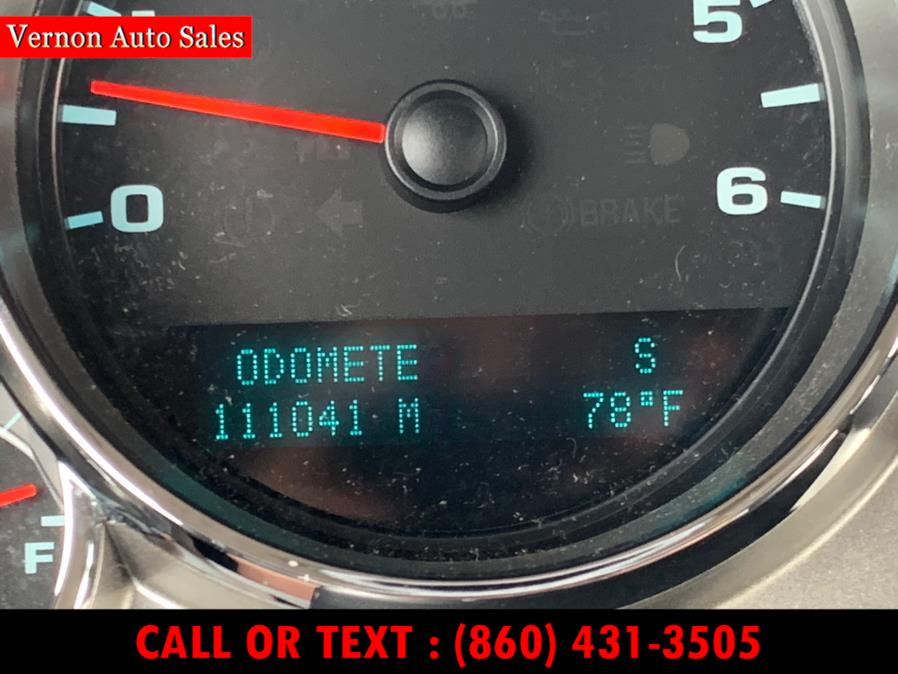 Vernon Auto Sales
5
6
0
BRAKE
ODOMETE S
111041 M 78°F
F
CALL OR TEXT : (860) 431-3505